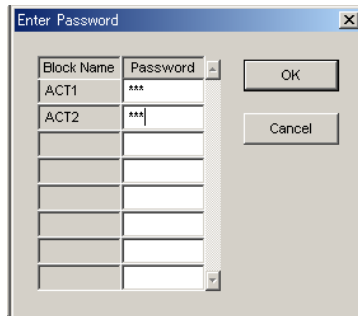 Enter Password
Block Name Password
OK
ACT1 ***
ACT2 ***
Cancel